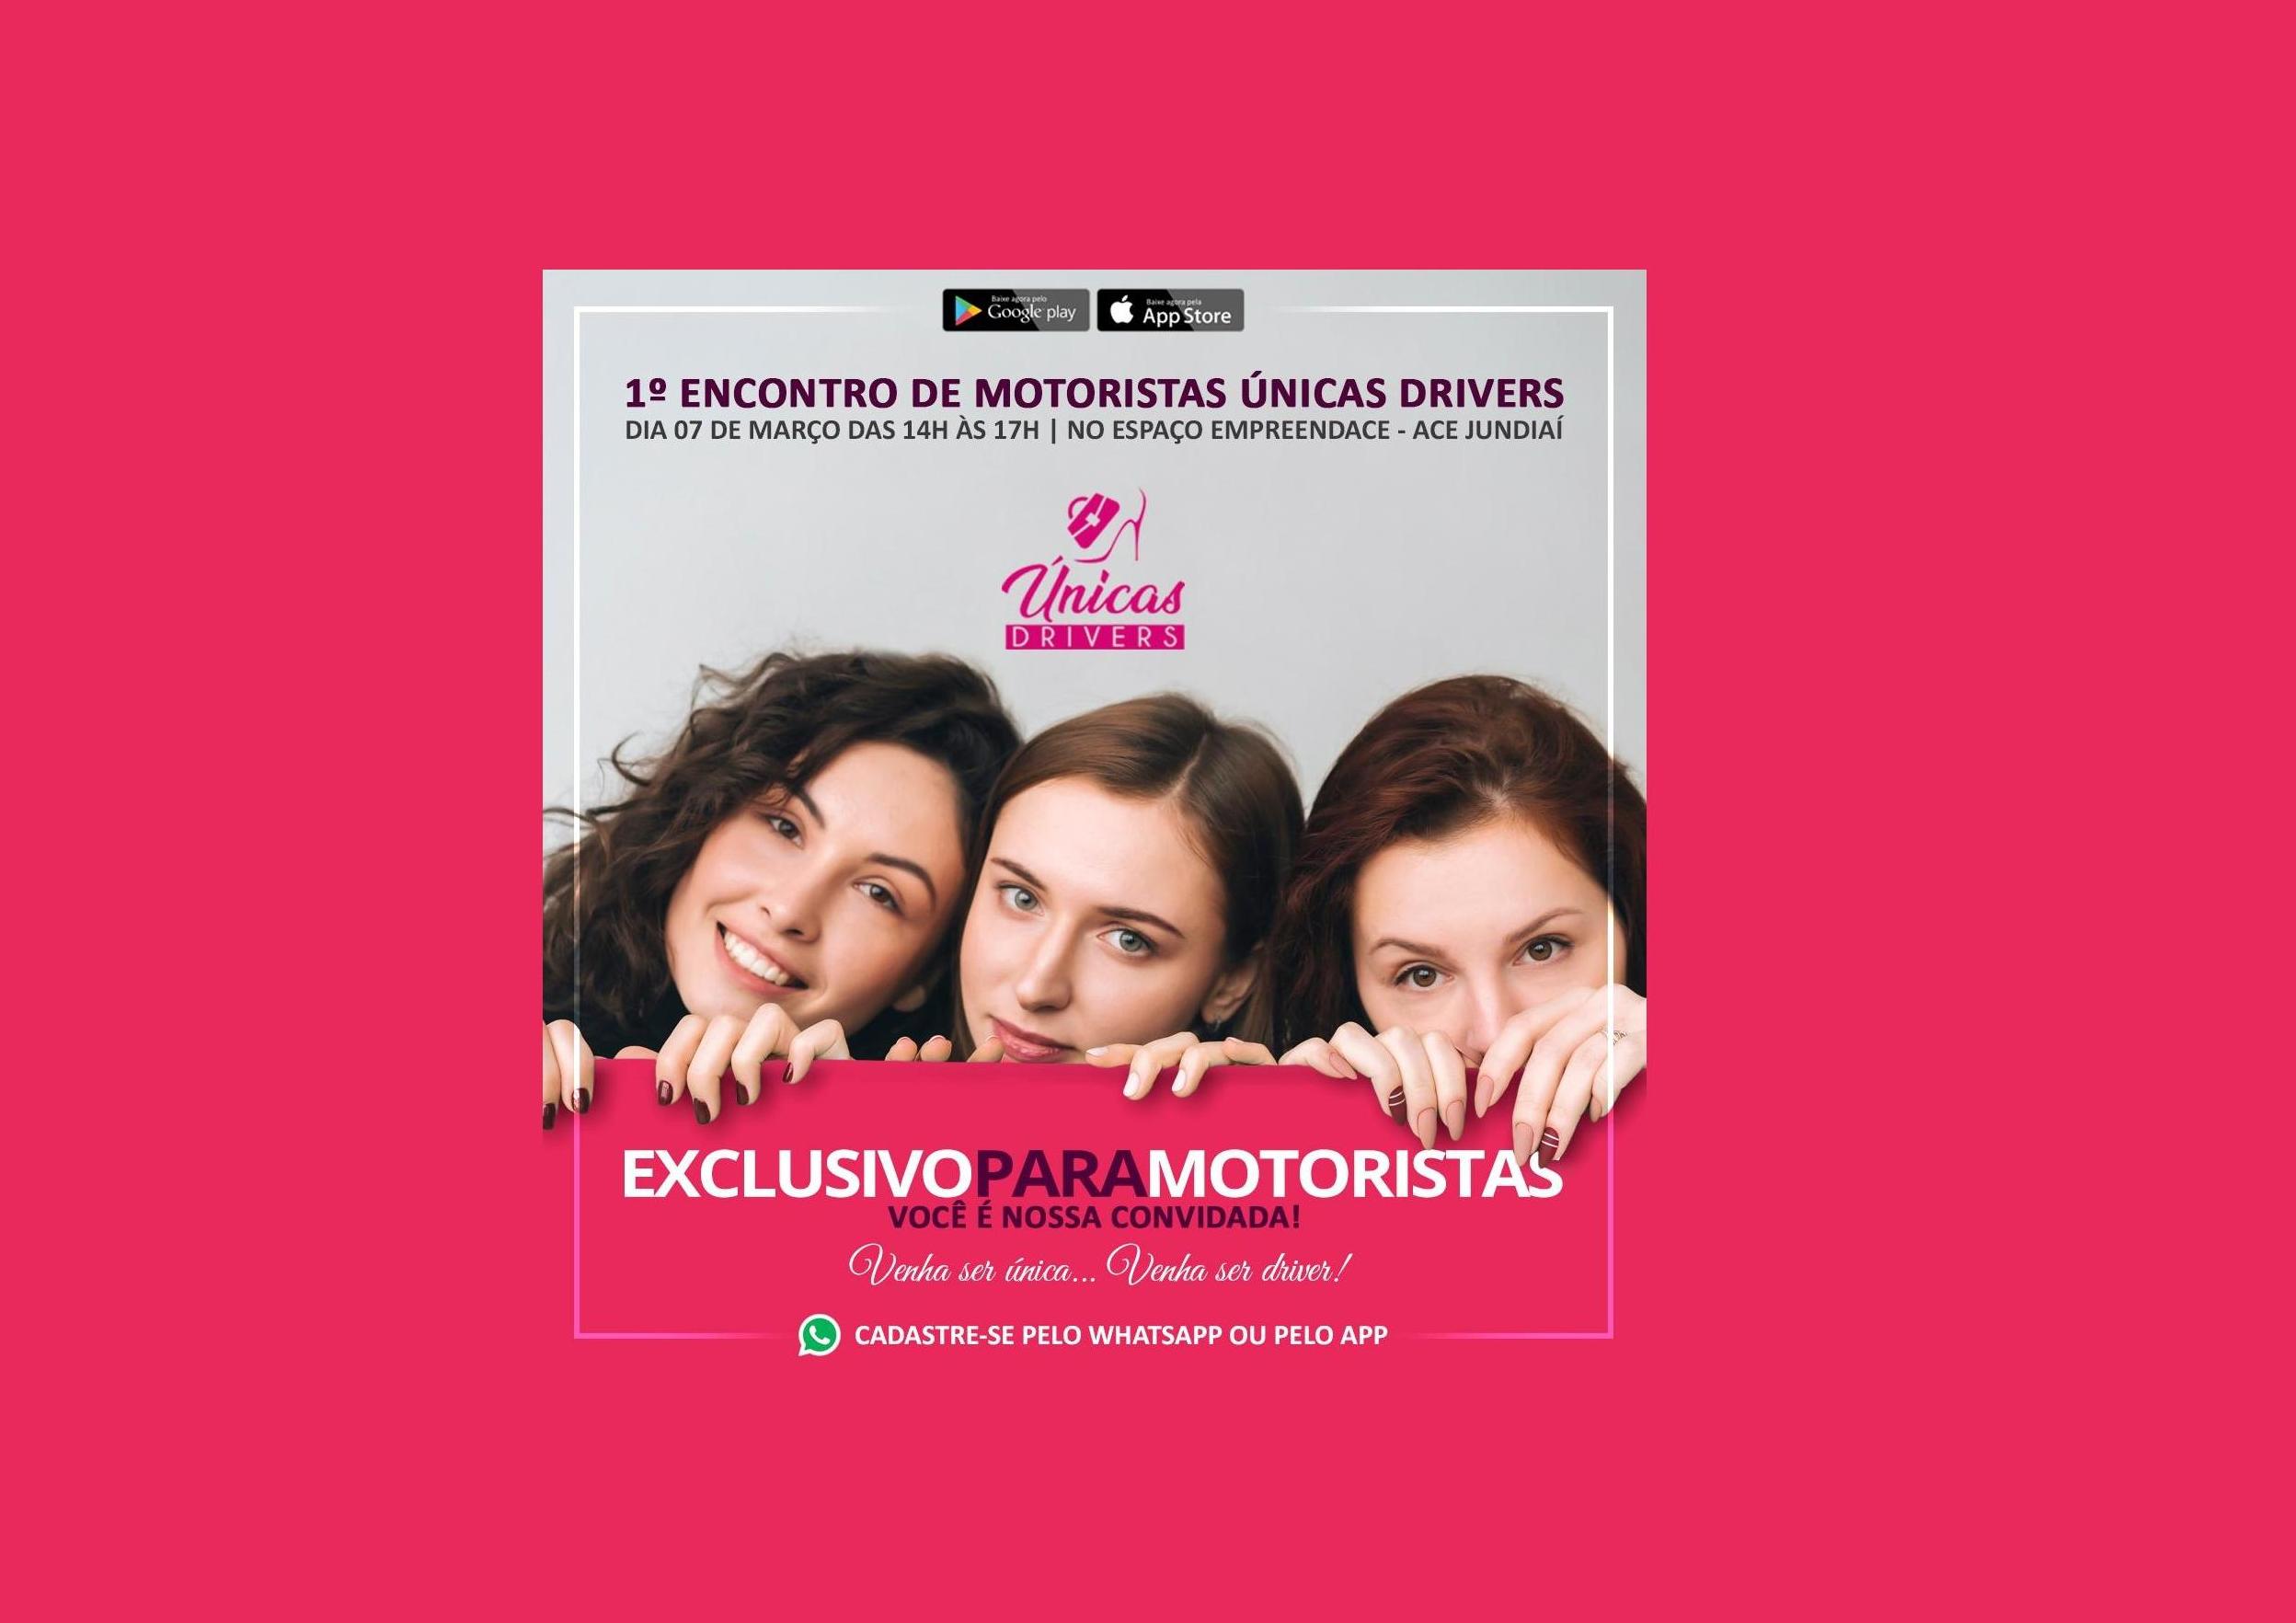 Baixe agora pelo
Google play
Baixe agora pela
App Store
1º ENCONTRO DE MOTORISTAS ÚNICAS DRIVERS
DIA 07 DE MARÇO DAS 14H ÀS 17H | NO ESPAÇO EMPREENDACE - ACE JUNDIAÍ
Únicas
DRIVERS
EXCLUSIVOPARAMOTORISTAS
VOCÊ É NOSSA CONVIDADA!
Venha ser única... Venha ser driver!
CADASTRE-SE PELO WHATSAPP OU PELO APP